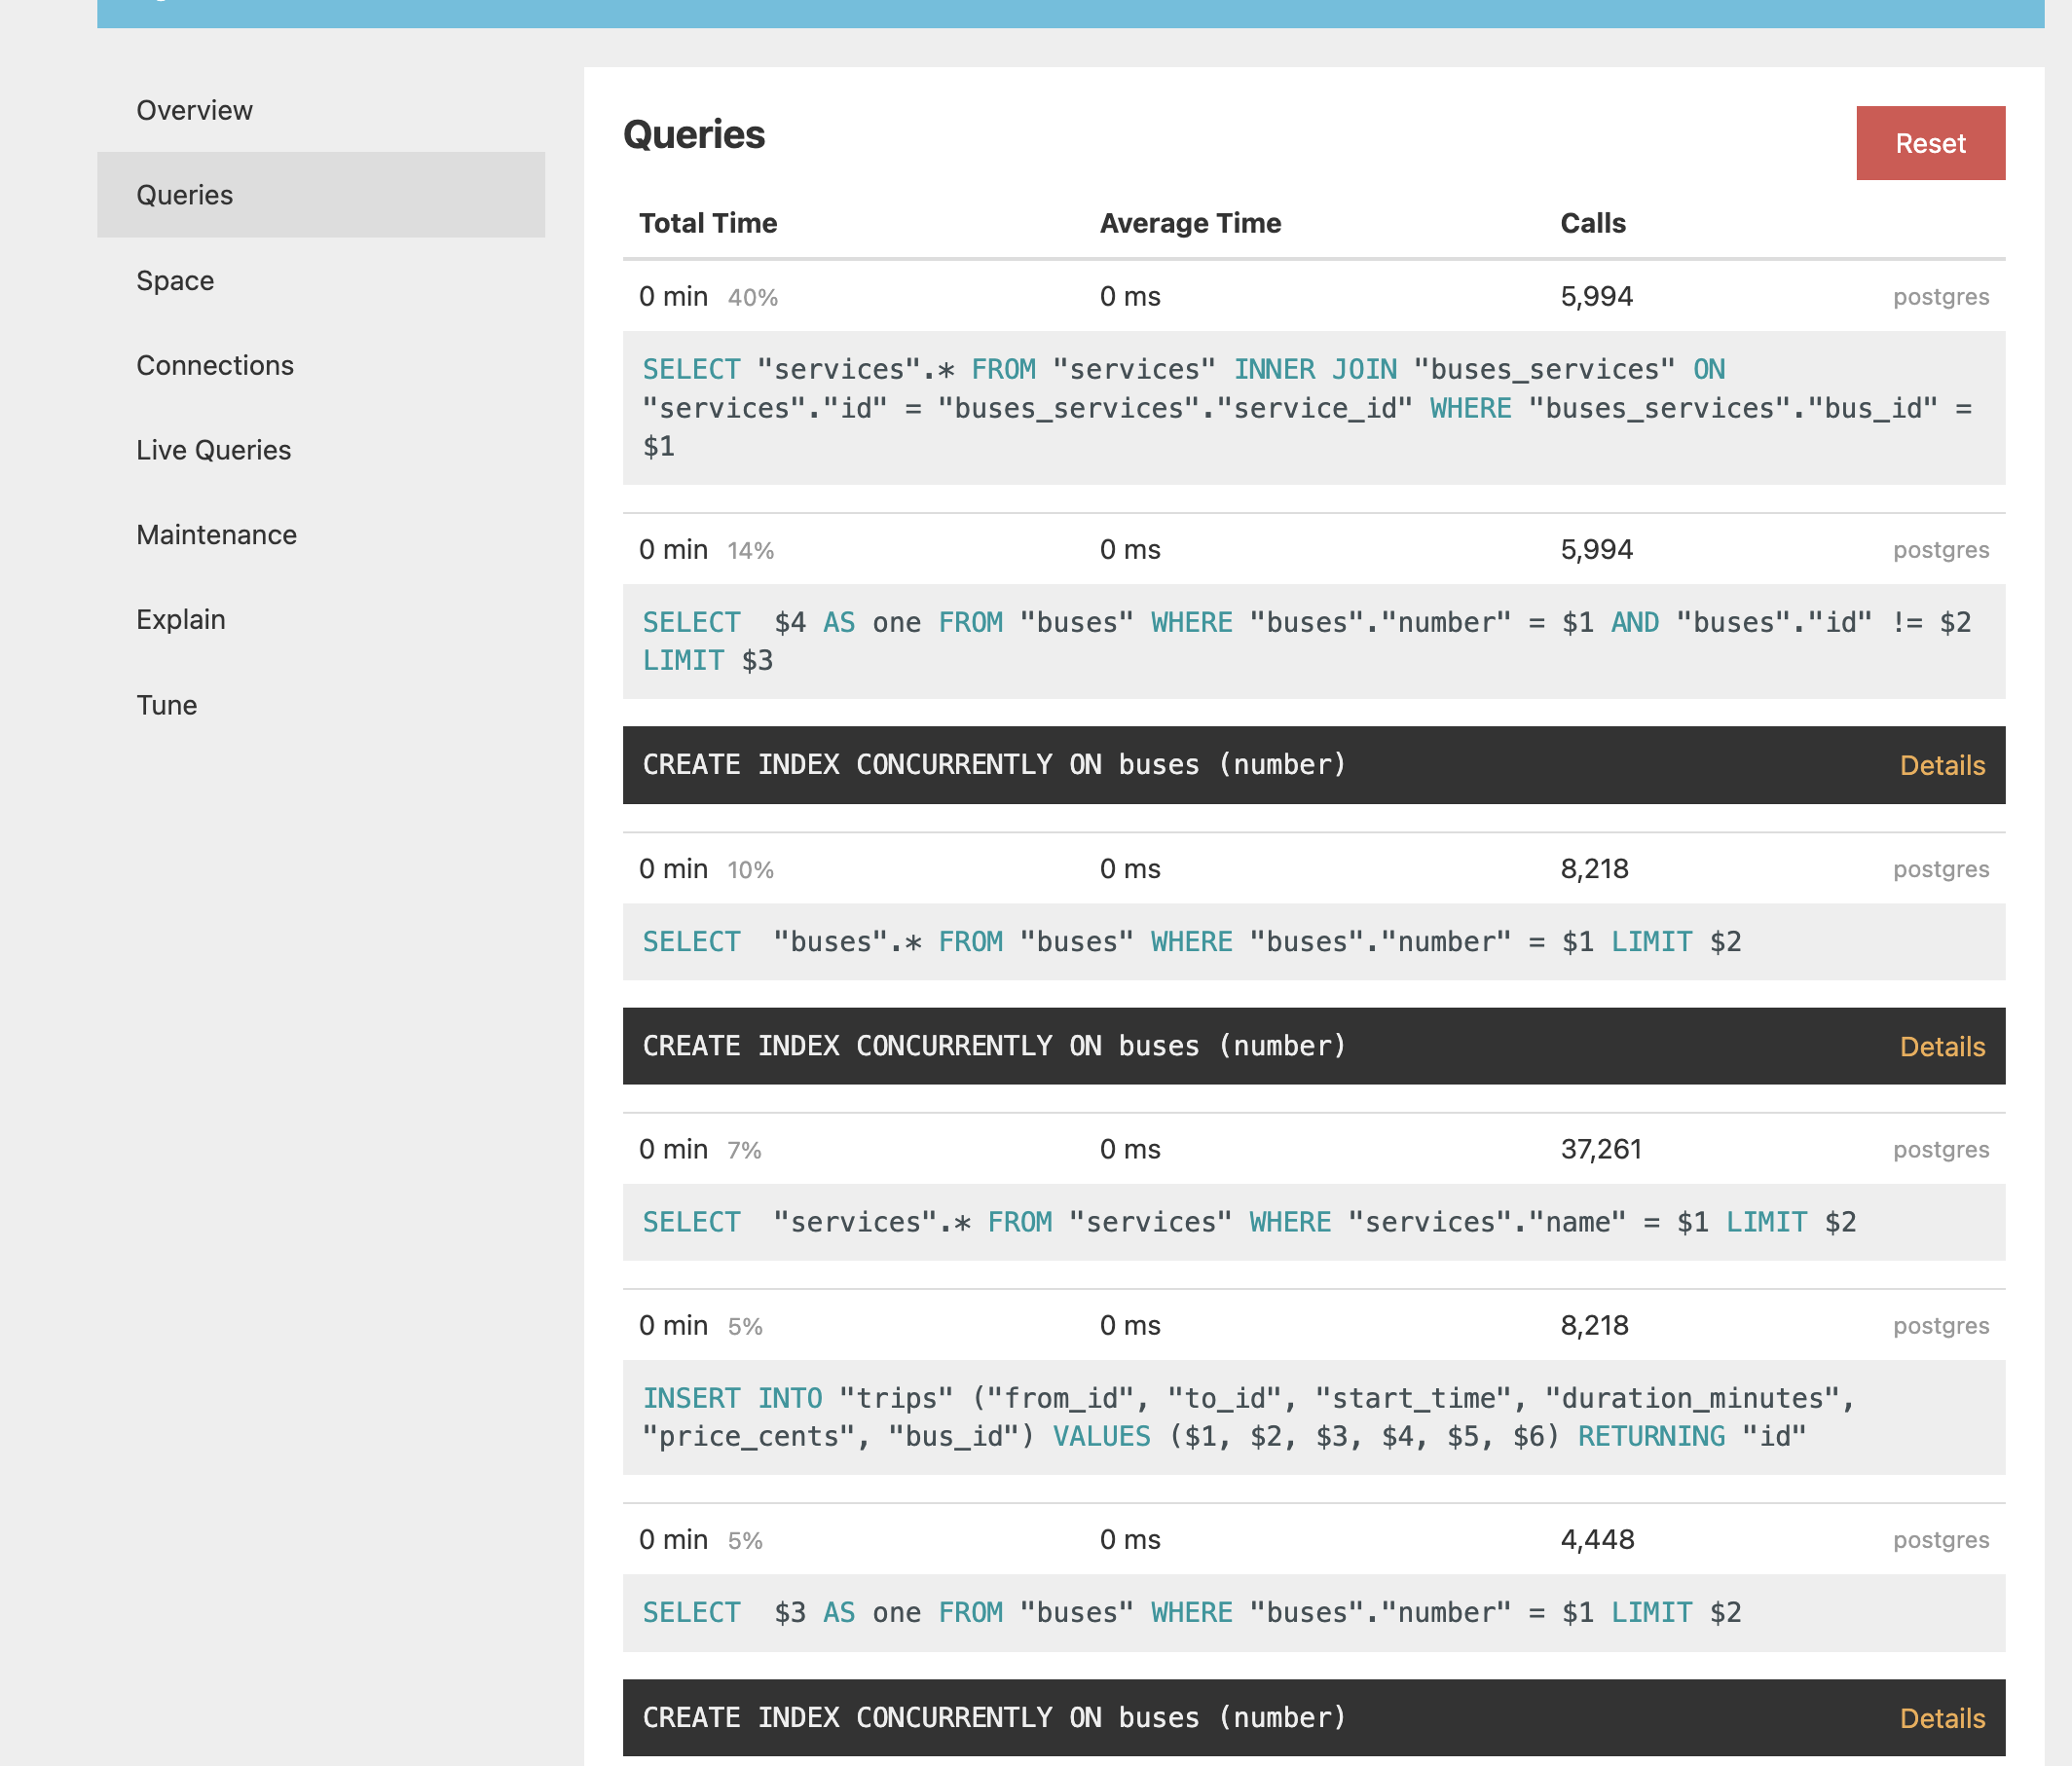 Overview
Queries
Space
Connections
Live Queries
Maintenance
Explain
Tune
Queries
Reset
Total Time Average Time Calls
0 min 40% 0 ms 5,994 postgres
SELECT "services".* FROM "services" INNER JOIN "buses_services" ON
"services"."id" = "buses_services"."service_id" WHERE "buses_services"."bus_id" =
$1
0 min 14% 0 ms 5,994 postgres
SELECT  $4 AS one FROM "buses" WHERE "buses"."number" = $1 AND "buses"."id" != $2
LIMIT $3
CREATE INDEX CONCURRENTLY ON buses (number) Details
0 min 10% 0 ms 8,218 postgres
SELECT  "buses".* FROM "buses" WHERE "buses"."number" = $1 LIMIT $2
CREATE INDEX CONCURRENTLY ON buses (number) Details
0 min 7% 0 ms 37,261 postgres
SELECT  "services".* FROM "services" WHERE "services"."name" = $1 LIMIT $2
0 min 5% 0 ms 8,218 postgres
INSERT INTO "trips" ("from_id", "to_id", "start_time", "duration_minutes",
"price_cents", "bus_id") VALUES ($1, $2, $3, $4, $5, $6) RETURNING "id"
0 min 5% 0 ms 4,448 postgres
SELECT  $3 AS one FROM "buses" WHERE "buses"."number" = $1 LIMIT $2
CREATE INDEX CONCURRENTLY ON buses (number) Details